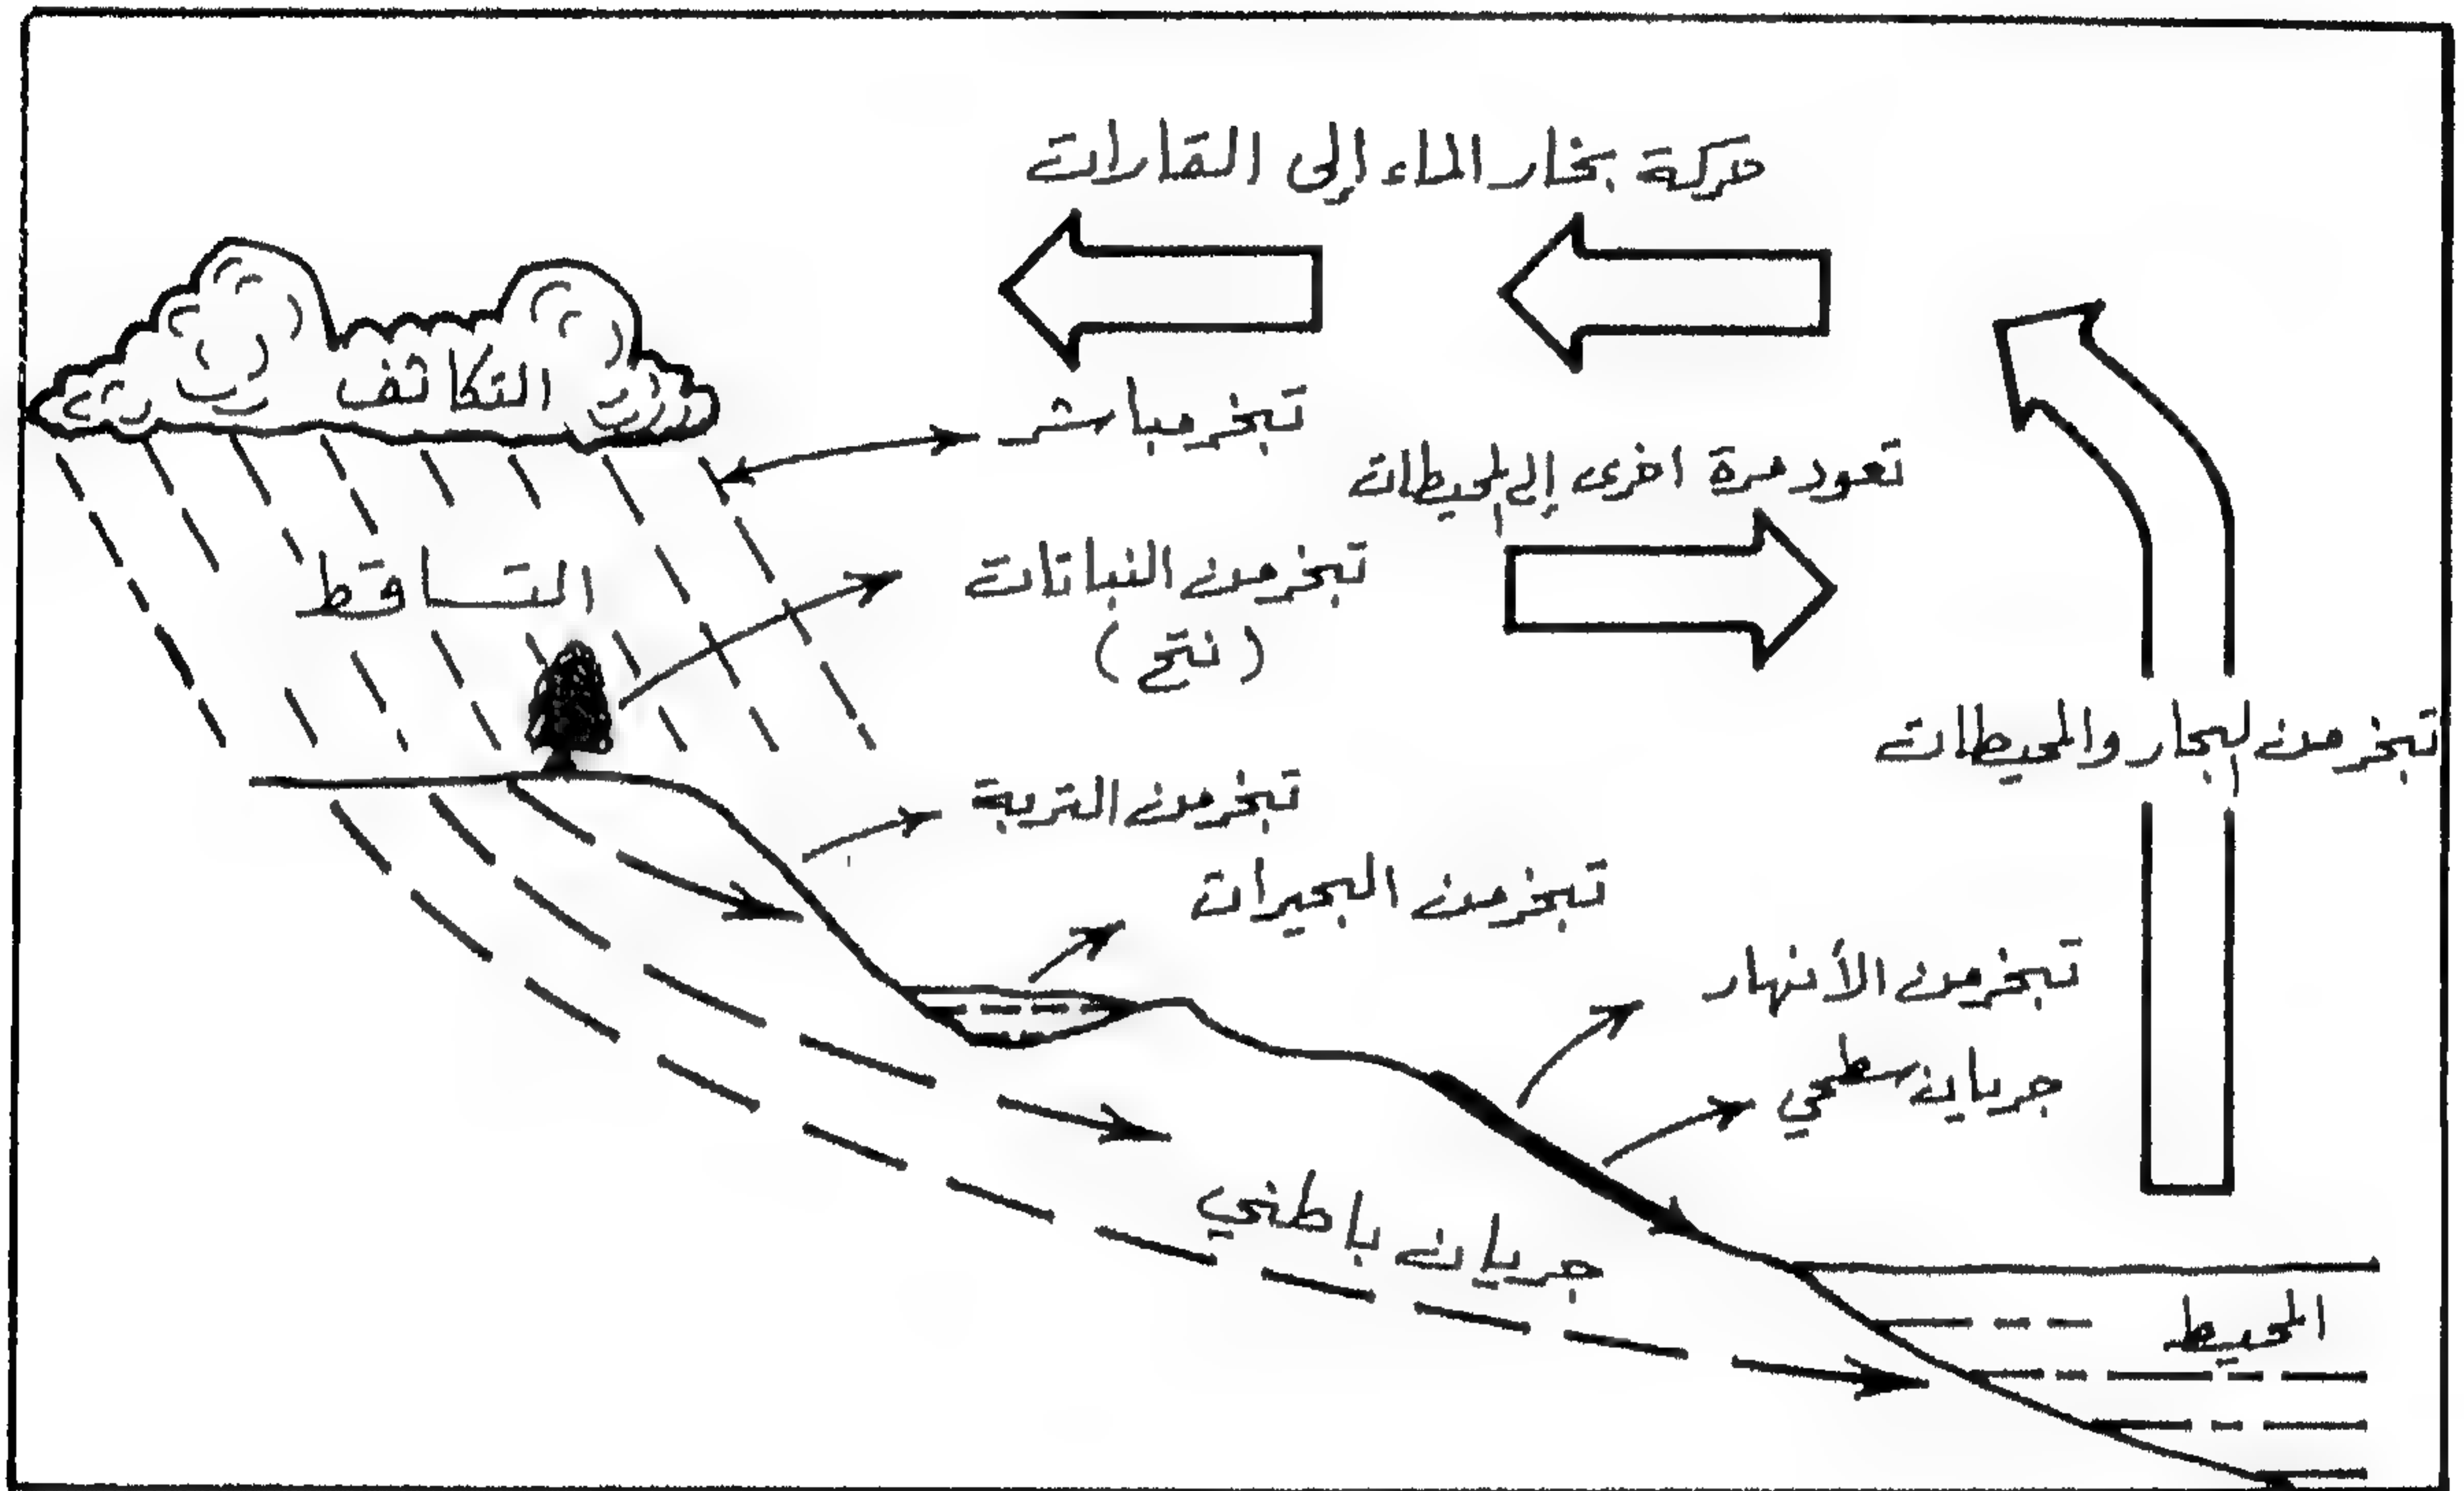 حركة بخار الماء إلى القارات
التكاثف
تبخر مباشر
تعود مرة اخرى إلى المحيطات
التساقط
تبخر من النباتات
(نتح)
تبخر من البحار والمحيطات
تبخر من التربة
تبخر من البحيرات
تبخر من الأنهار
جريان سطحي
جريان باطني
المحيط